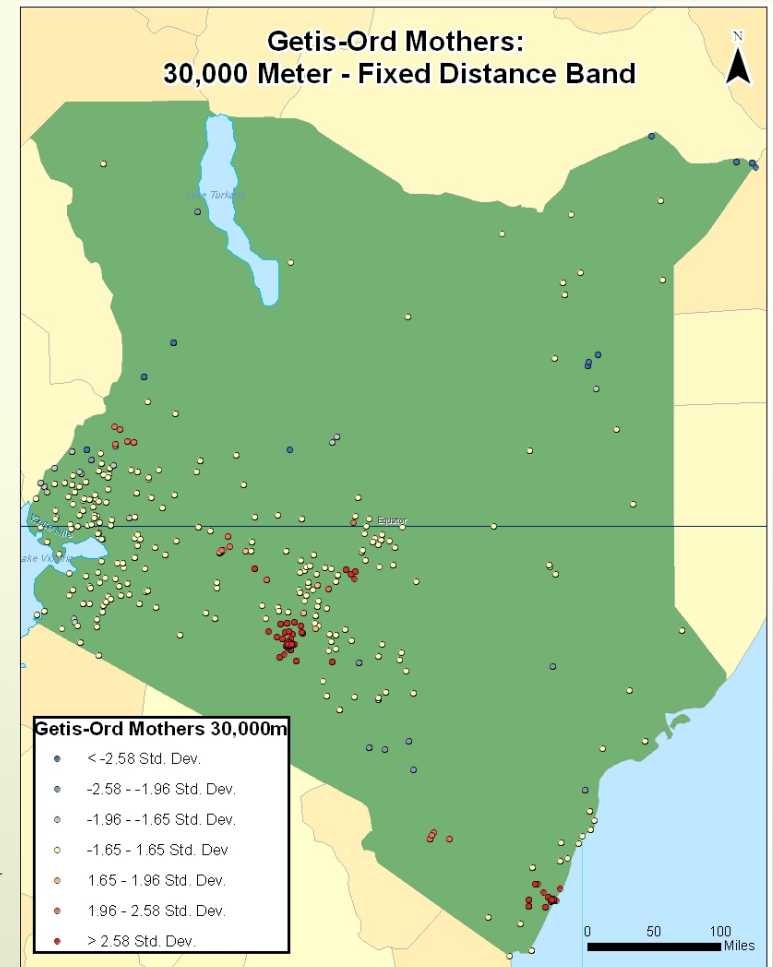 Getis-Ord Mothers:
30,000 Meter - Fixed Distance Band
N
Lake Turkana
Equator
Lake Victoria
Getis-Ord Mothers 30,000m
< -2.58 Std. Dev.
-2.58 - -1.96 Std. Dev.
-1.96 - -1.65 Std. Dev.
-1.65 - 1.65 Std. Dev
1.65 - 1.96 Std. Dev.
1.96 - 2.58 Std. Dev.
> 2.58 Std. Dev.
0 50 100
Miles